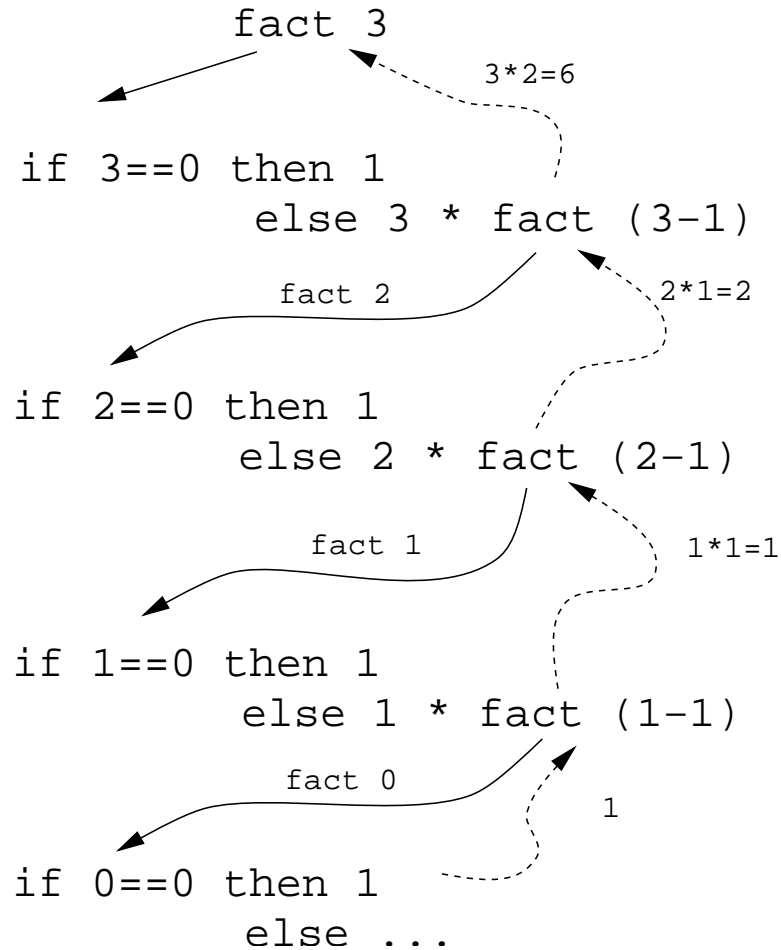 fact 3
3*2=6
if 3==0 then 1
else 3 * fact (3-1)
fact 2
2*1=2
if 2==0 then 1
else 2 * fact (2-1)
fact 1
1*1=1
if 1==0 then 1
else 1 * fact (1-1)
fact 0
1
if 0==0 then 1
else ...